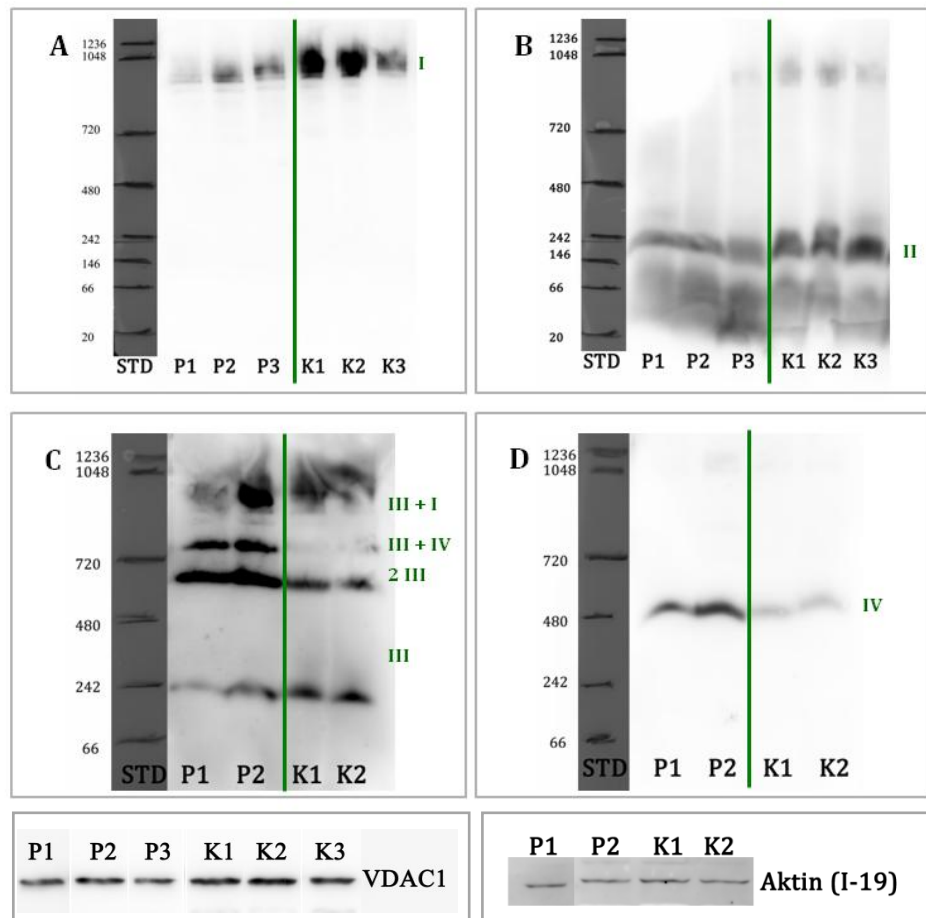 A
1236
1048
720
480
242
146
66
20
I
STD P1 P2 P3 K1 K2 K3
B
1236
1048
720
480
242
146
66
20
II
STD P1 P2 P3 K1 K2 K3
C
1236
1048
720
480
242
66
III + I
III + IV
2 III
III
STD P1 P2 K1 K2
D
1236
1048
720
480
242
66
IV
STD P1 P2 K1 K2
P1 P2 P3 K1 K2 K3
VDAC1
P1 P2 K1 K2
Aktin (I-19)